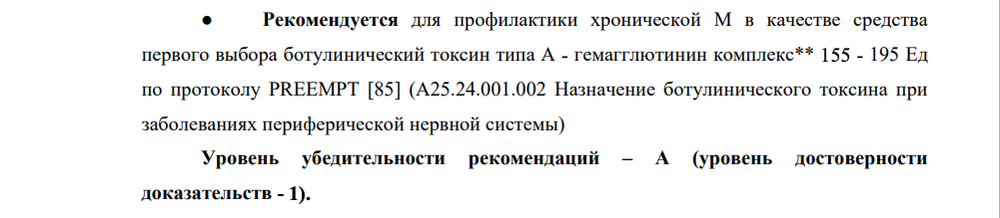 ● Рекомендуется для профилактики хронической М в качестве средства
первого выбора ботулинический токсин типа А - гемагглютинин комплекс** 155 - 195 Ед
по протоколу PREEMPT [85] (A25.24.001.002 Назначение ботулинического токсина при
заболеваниях периферической нервной системы)
Уровень убедительности рекомендаций – А (уровень достоверности
доказательств - 1).